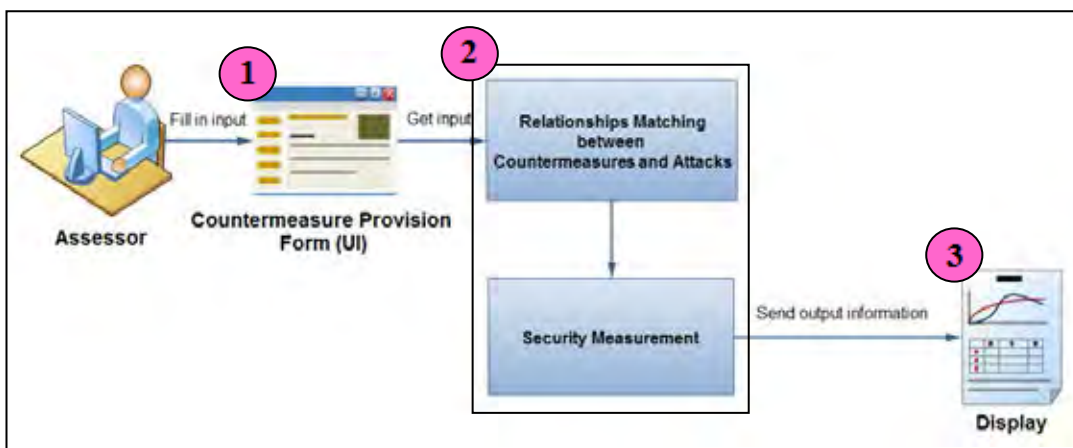 1
2
Fill in input
Get input
Relationships Matching
between
Countermeasures and Attacks
Assessor
Countermeasure Provision
Form (UI)
3
Security Measurement
Send output information
Display